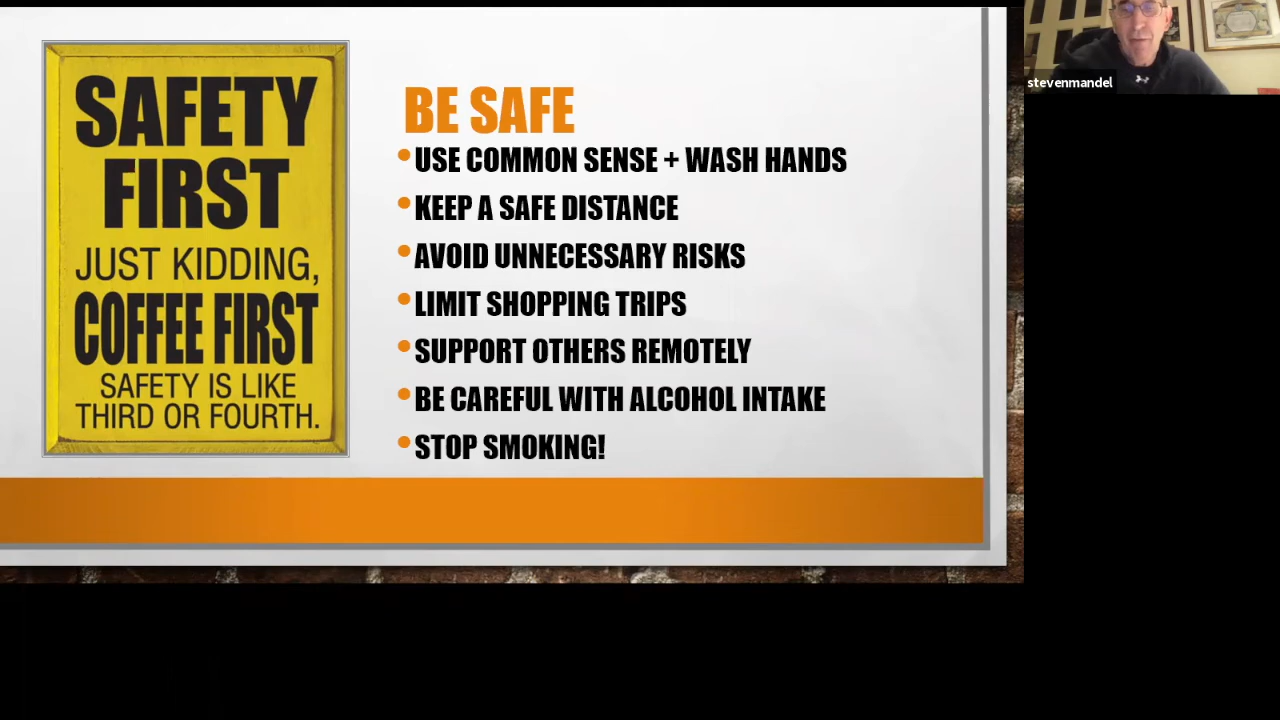 SAFETY
FIRST
JUST KIDDING,
COFFEE FIRST
SAFETY IS LIKE
THIRD OR FOURTH.
BE SAFE
•USE COMMON SENSE + WASH HANDS
•KEEP A SAFE DISTANCE
•AVOID UNNECESSARY RISKS
•LIMIT SHOPPING TRIPS
•SUPPORT OTHERS REMOTELY
•BE CAREFUL WITH ALCOHOL INTAKE
•STOP SMOKING!
stevenmandel